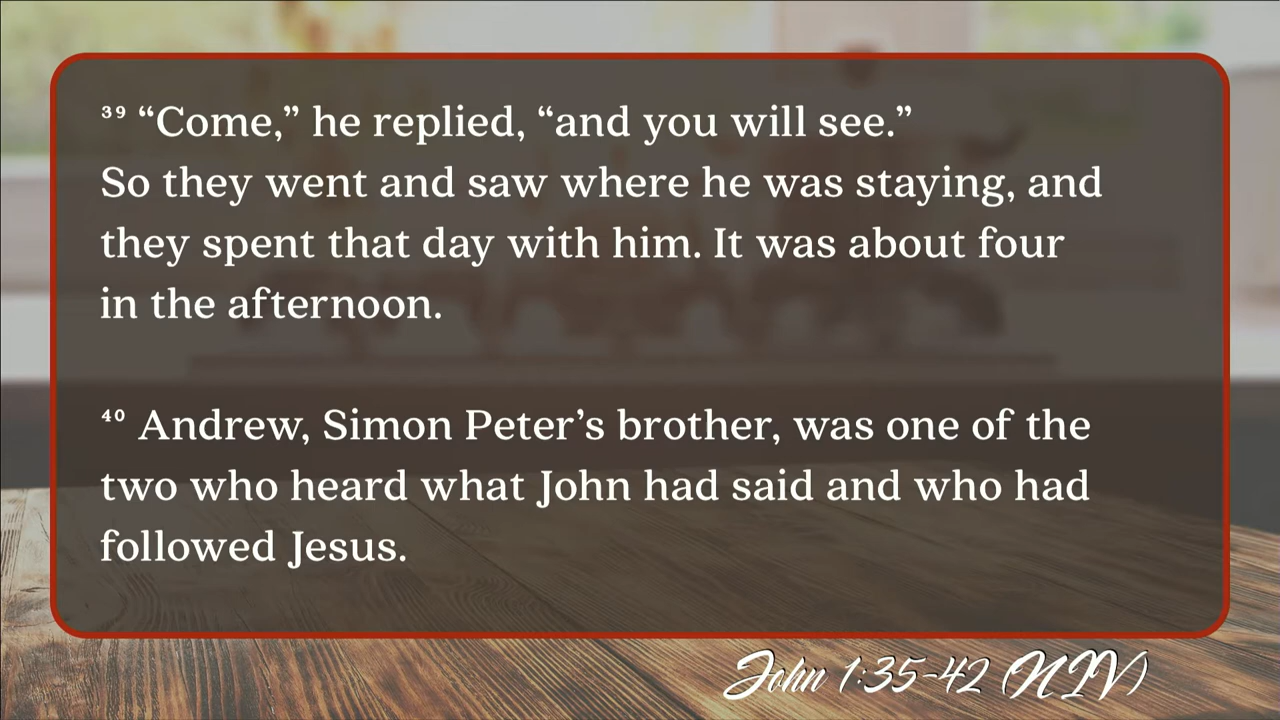 ³⁹ “Come,” he replied, “and you will see.”
So they went and saw where he was staying, and
they spent that day with him. It was about four
in the afternoon.
⁴⁰ Andrew, Simon Peter’s brother, was one of the
two who heard what John had said and who had
followed Jesus.
John 1:35-42 (NIV)